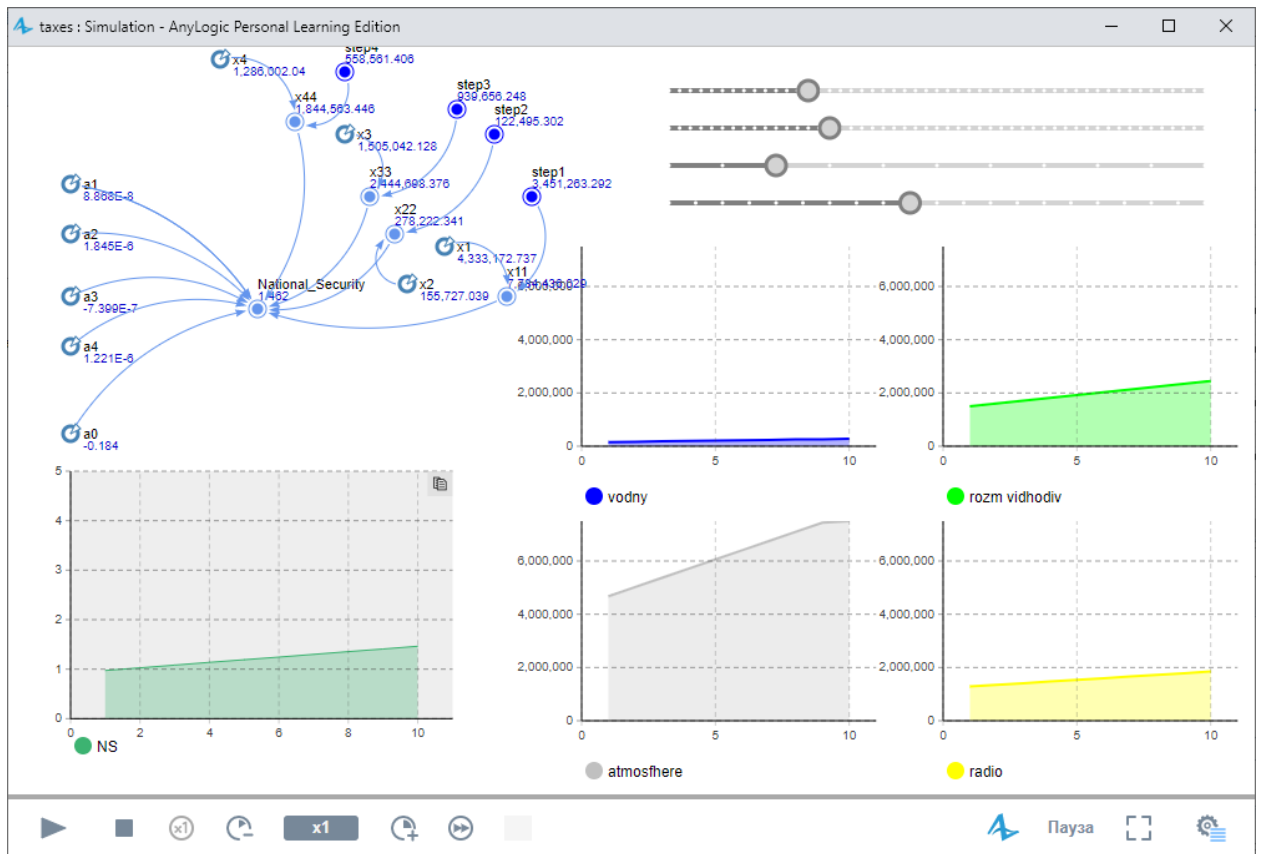 taxes : Simulation - AnyLogic Personal Learning Edition
x4
1,286,002.04
step4
558,561.406
x44
1,844,563.446
step3
939,656.248
step2
122,495.302
x3
1,505,042.128
x33
2,444,698.376
step1
3,451,263.292
a1
8.868E-8
x22
278,222.341
a2
1.845E-6
x1
4,333,172.737
x11
National_Security
1.462
x2
155,727.039
a3
-7.399E-7
a4
1.221E-6
a0
-0.184
6,000,000
4,000,000
2,000,000
0
0 5 10
vodny
6,000,000
4,000,000
2,000,000
0
0 5 10
rozm vidhodiv
5
4
3
2
1
0
0 2 4 6 8 10
NS
6,000,000
4,000,000
2,000,000
0
0 5 10
atmosfhere
6,000,000
4,000,000
2,000,000
0
0 5 10
radio
x1
x1
Пауза